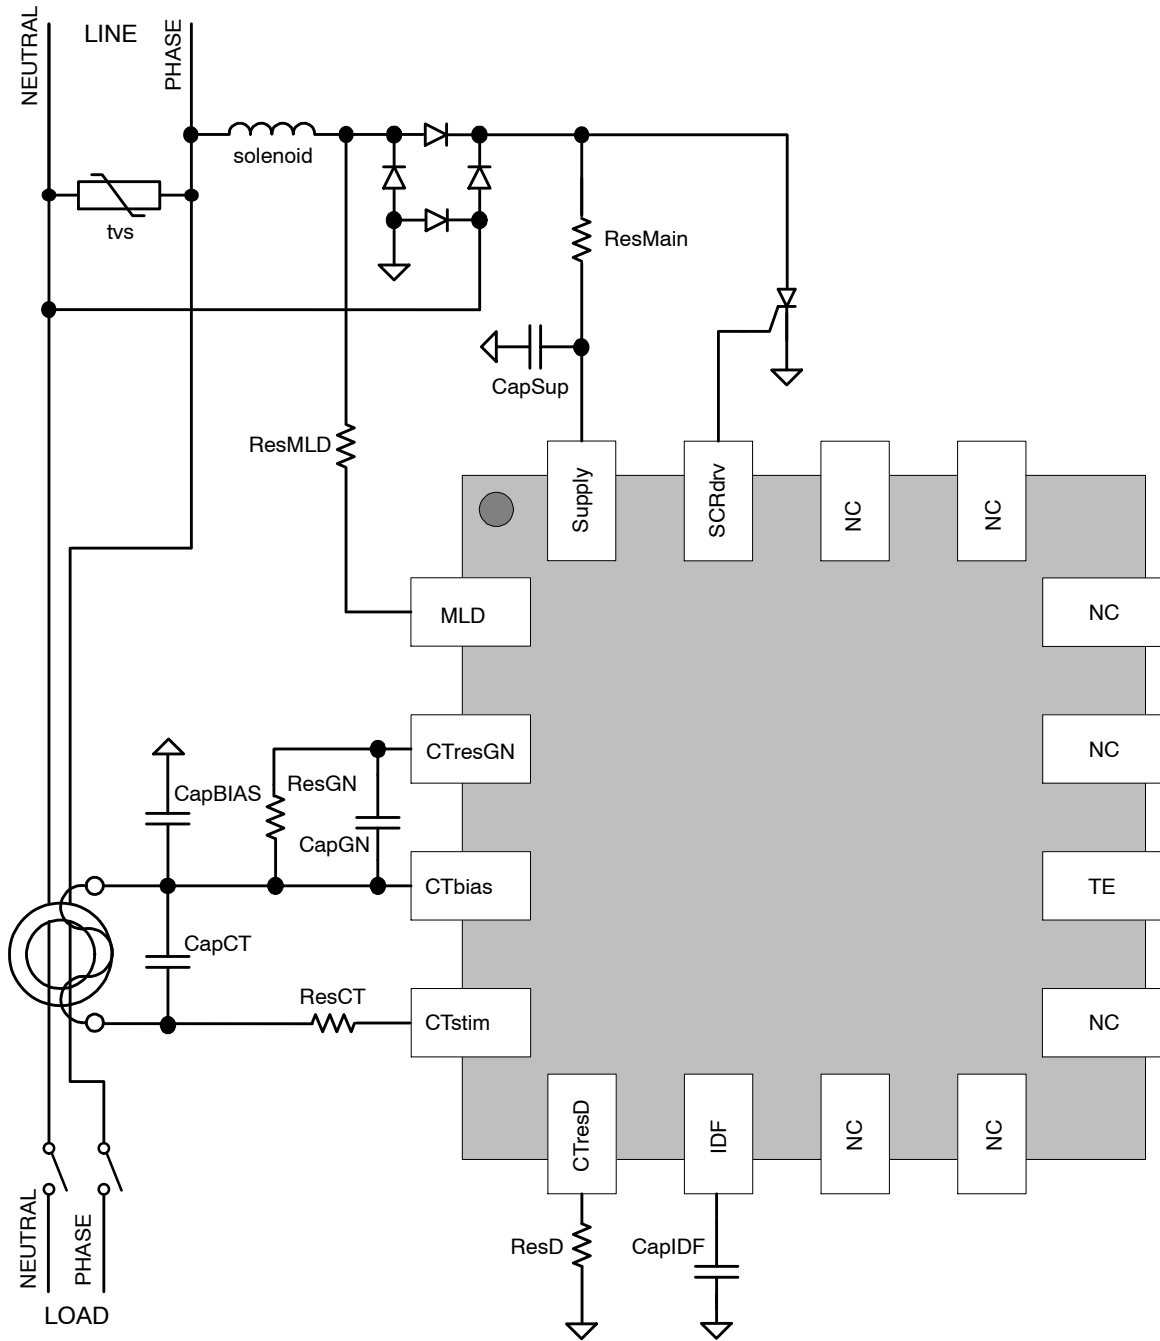 NEUTRAL
LINE
PHASE
solenoid
tvs
ResMain
CapSup
ResMLD
Supply
SCRdrv
NC
NC
MLD
NC
CTresGN
NC
ResGN
CapBIAS
CapGN
CTbias
TE
CapCT
ResCT
CTstim
NC
CTresD
IDF
NC
NC
NEUTRAL
PHASE
ResD
CapIDF
LOAD